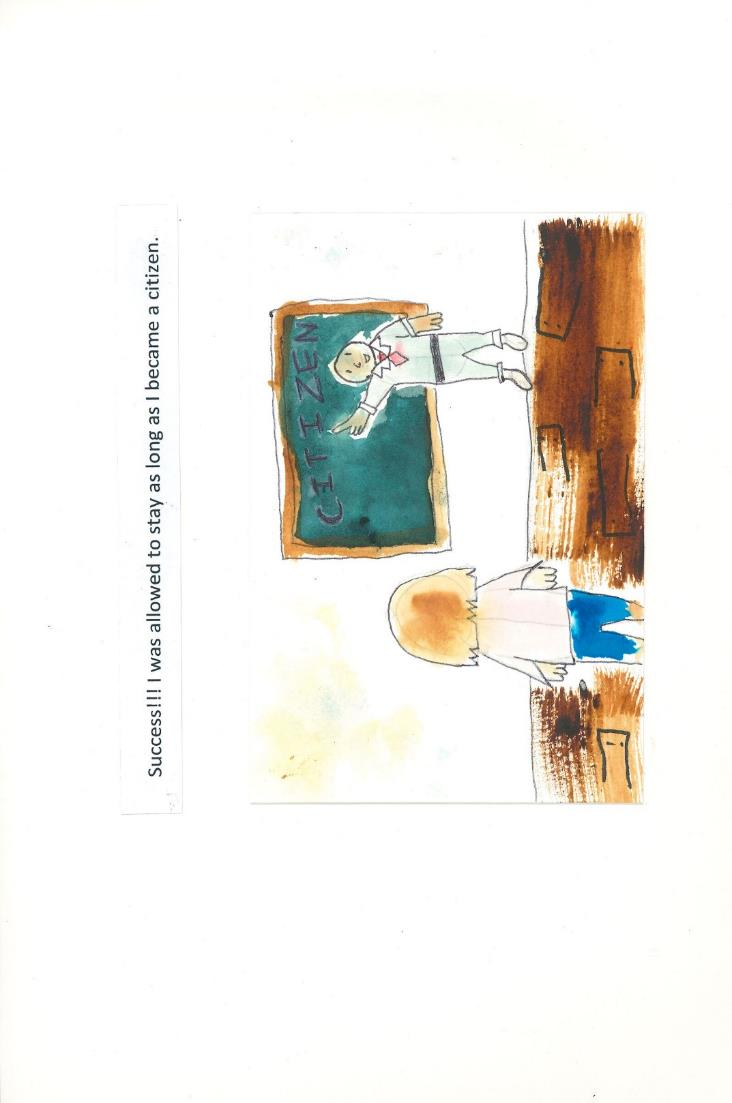 Success!!! I was allowed to stay as long as I became a citizen.
CITIZEN